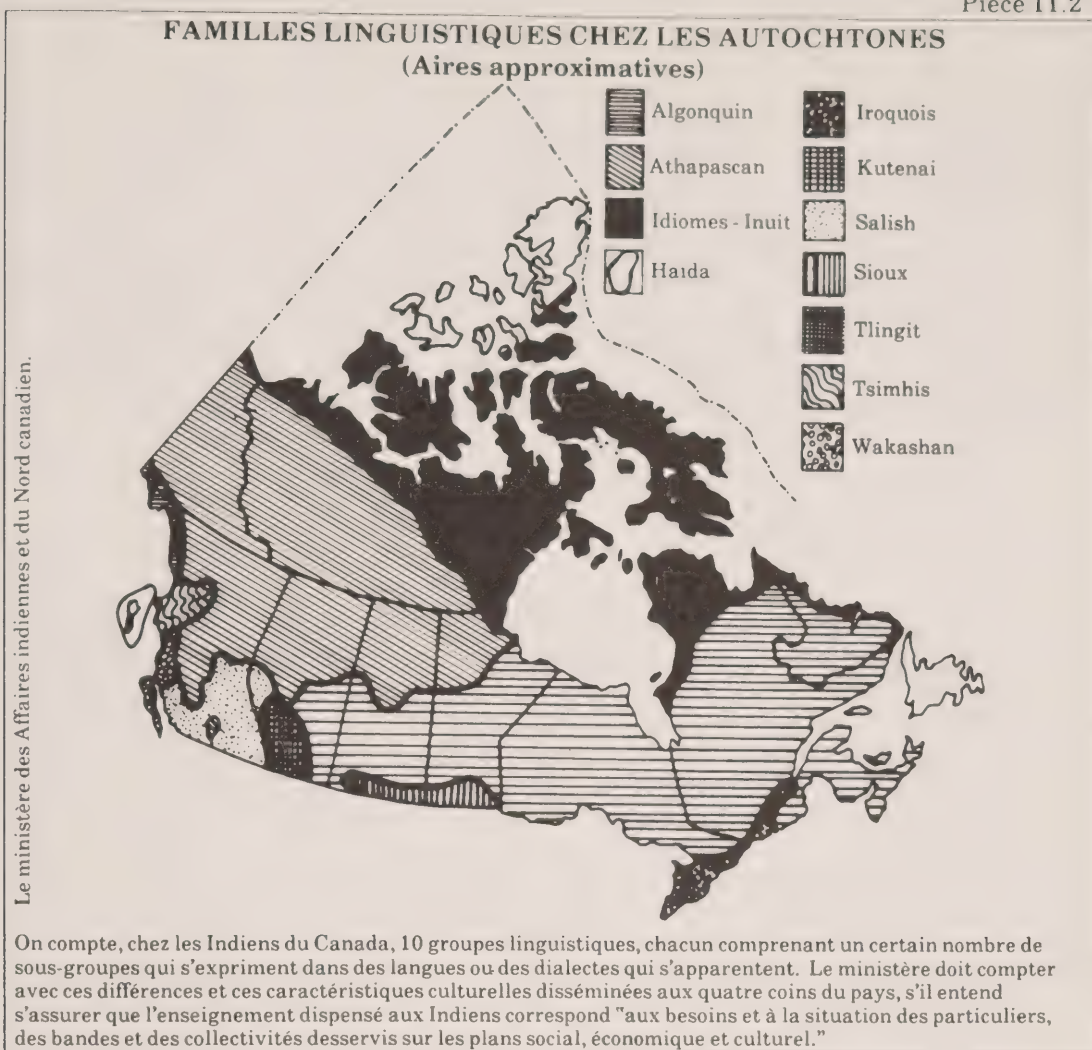 Pièce 11.2
FAMILLES LINGUISTIQUES CHEZ LES AUTOCHTONES
(Aires approximatives)
Algonquin
Athapascan
Idiomes - Inuit
Haida
Iroquois
Kutenai
Salish
Sioux
Tlingit
Tsimhis
Wakashan
Le ministère des Affaires indiennes et du Nord canadien.
On compte, chez les Indiens du Canada, 10 groupes linguistiques, chacun comprenant un certain nombre de
sous-groupes qui s'expriment dans des langues ou des dialectes qui s'apparentent. Le ministère doit compter
avec ces différences et ces caractéristiques culturelles disséminées aux quatre coins du pays, s'il entend
s'assurer que l'enseignement dispensé aux Indiens correspond "aux besoins et à la situation des particuliers,
des bandes et des collectivités desservis sur les plans social, économique et culturel."